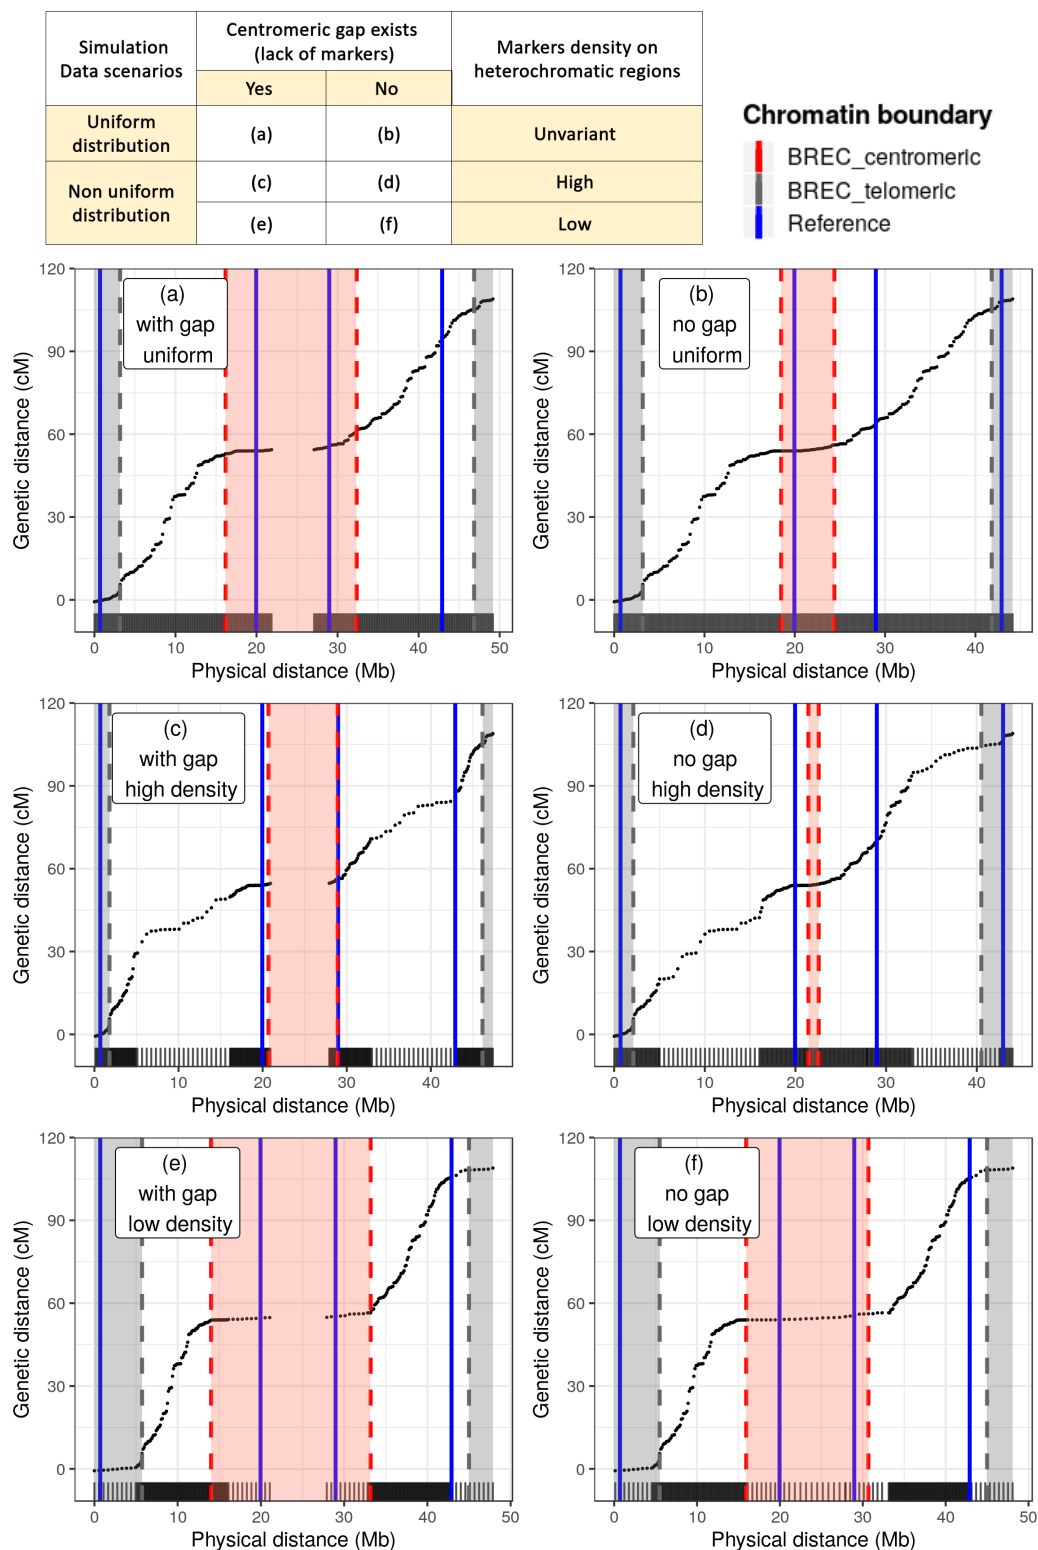 Simulation
Data scenarios
Centromeric gap exists
(lack of markers)
Markers density on
heterochromatic regions
Yes
No
Uniform
distribution
(a)
(b)
Unvariant
Non uniform
distribution
(c)
(d)
High
(e)
(f)
Low
Chromatin boundary
BREC_centromeric
BREC_telomeric
Reference
(a)
with gap
uniform
120
90
60
30
0
Genetic distance (cM)
0 10 20 30 40 50
Physical distance (Mb)
(b)
no gap
uniform
120
90
60
30
0
Genetic distance (cM)
0 10 20 30 40
Physical distance (Mb)
(c)
with gap
high density
120
90
60
30
0
Genetic distance (cM)
0 10 20 30 40
Physical distance (Mb)
(d)
no gap
high density
120
90
60
30
0
Genetic distance (cM)
0 10 20 30 40
Physical distance (Mb)
(e)
with gap
low density
120
90
60
30
0
Genetic distance (cM)
0 10 20 30 40 50
Physical distance (Mb)
(f)
no gap
low density
120
90
60
30
0
Genetic distance (cM)
0 10 20 30 40 50
Physical distance (Mb)